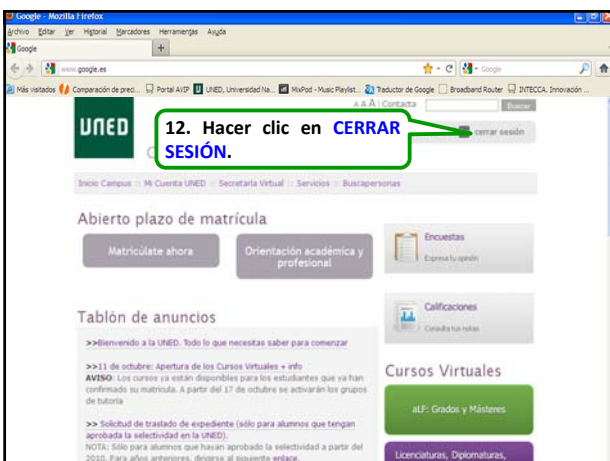 Google - Mozilla Firefox
Archivo Editar Ver Historial Marcadores Herramientas Ayuda
Google
www.google.es
Google
Más visitados Comparación de preci... Portal AVIP UNED, Universidad Na... MixPod - Music Playlist... Traductor de Google Broadband Router INTECCA. Innovación ...
A A A | Contacta Buscar
UNED
12. Hacer clic en CERRAR
SESIÓN.
cerrar sesión
C
Inicio Campus :: Mi Cuenta UNED :: Secretaría Virtual :: Servicios :: Buscapersonas
Abierto plazo de matrícula
Matricúlate ahora
Orientación académica y
profesional
Encuestas
Expresa tu opinión
Calificaciones
Consulta tus notas
Tablón de anuncios
>>Bienvenido a la UNED. Todo lo que necesitas saber para comenzar
>>11 de octubre: Apertura de los Cursos Virtuales + info
AVISO: Los cursos ya están disponibles para los estudiantes que ya han
confirmado su matrícula. A partir del 17 de octubre se activarán los grupos
de tutoría
>> Solicitud de traslado de expediente (sólo para alumnos que tengan
aprobada la selectividad en la UNED).
NOTA: Sólo para alumnos que hayan aprobado la selectividad a partir del
2010. Para años anteriores, dirigirse al siguiente enlace.
Cursos Virtuales
aLF: Grados y Másteres
Licenciaturas, Diplomaturas,